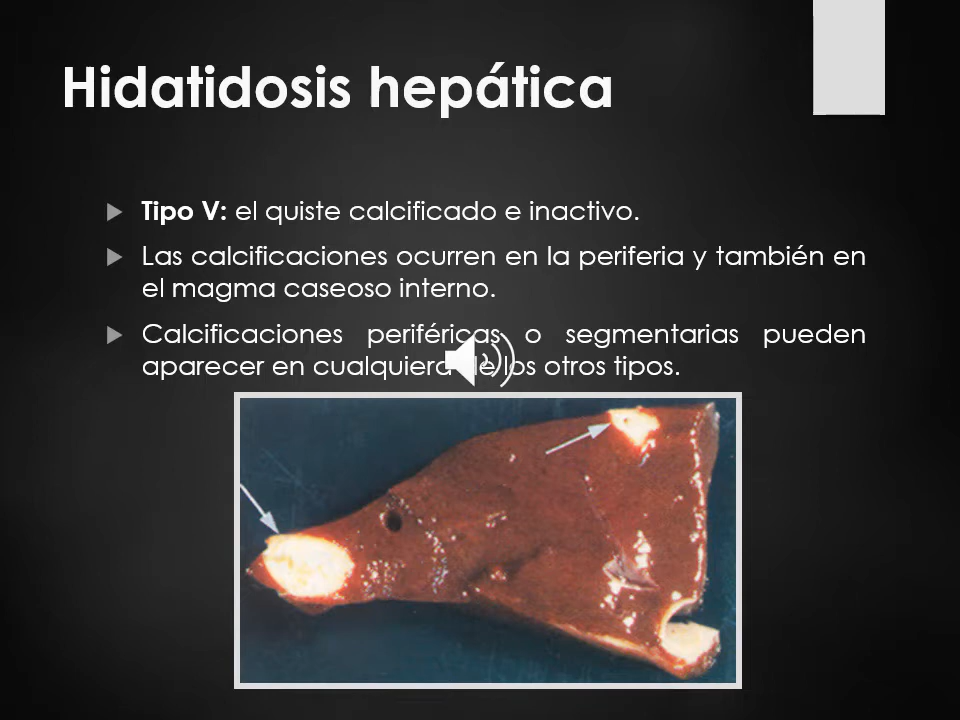 Hidatidosis hepática
Tipo V: el quiste calcificado e inactivo.
Las calcificaciones ocurren en la periferia y también en
el magma caseoso interno.
Calcificaciones periféricas o segmentarias pueden
aparecer en cualquiera de los otros tipos.